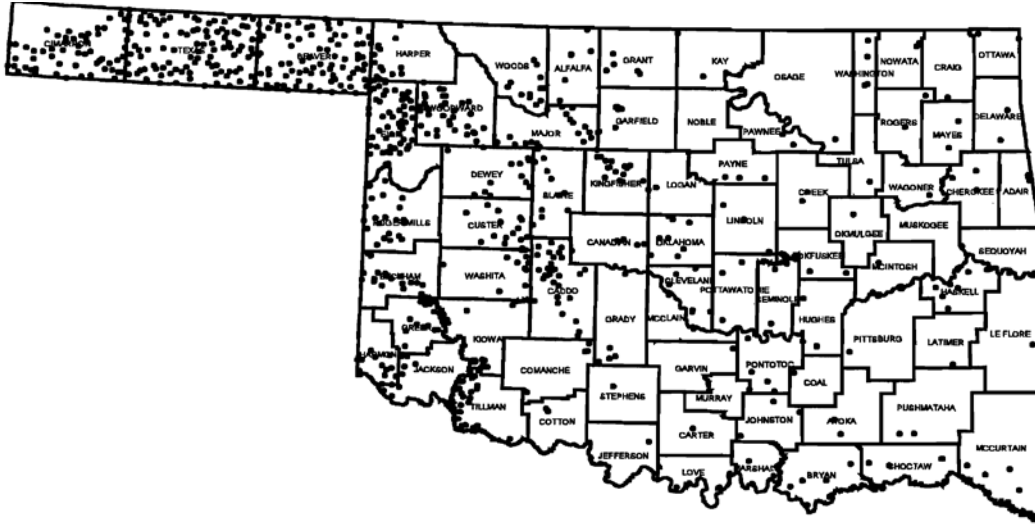 CIMARRON
TEXAS
BEAVER
HARPER
WOODS
ALFALFA
GRANT
KAY
OSAGE
WASHINGTON
NOWATA
CRAIG
OTTAWA
ELLIS
WOODWARD
MAJOR
GARFIELD
NOBLE
PAWNEE
ROGERS
MAYES
DELAWARE
DEWEY
BLAINE
KINGFISHER
LOGAN
PAYNE
CREEK
TULSA
WAGONER
CHEROKEE
ADAIR
ROGER MILLS
CUSTER
CANADIAN
OKLAHOMA
LINCOLN
OKMULGEE
MUSKOGEE
SEQUOYAH
BECKHAM
WASHITA
CADDO
GRADY
CLEVELAND
MCCLAIN
POTTAWATOMIE
SEMINOLE
OKFUSKEE
HUGHES
MCINTOSH
HASKELL
PITTSBURG
LATIMER
LE FLORE
GREER
KIOWA
HARMON
JACKSON
TILLMAN
COMANCHE
COTTON
STEPHENS
JEFFERSON
GARVIN
MURRAY
CARTER
LOVE
PONTOTOC
JOHNSTON
MARSHALL
COAL
ATOKA
BRYAN
PUSHMATAHA
CHOCTAW
MCCURTAIN